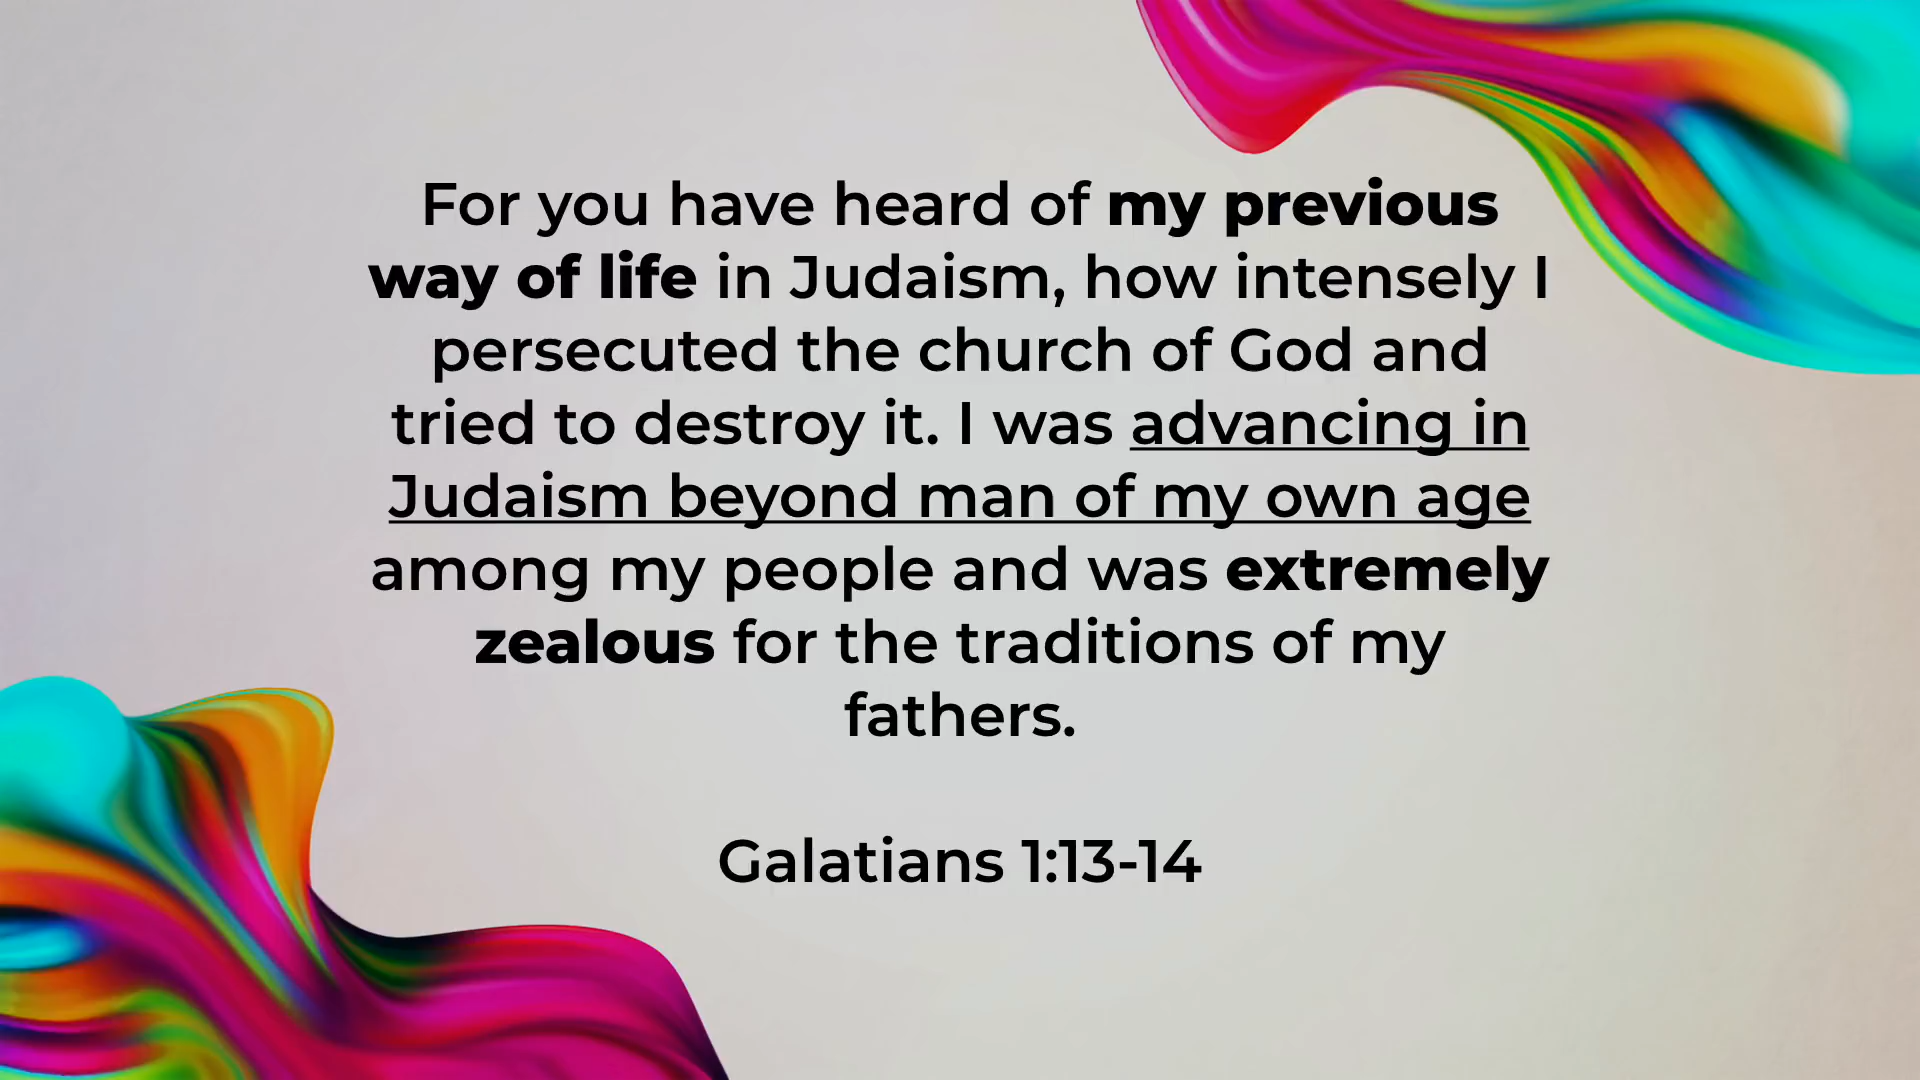 For you have heard of my previous
way of life in Judaism, how intensely I
persecuted the church of God and
tried to destroy it. I was advancing in
Judaism beyond man of my own age
among my people and was extremely
zealous for the traditions of my
fathers.
Galatians 1:13-14